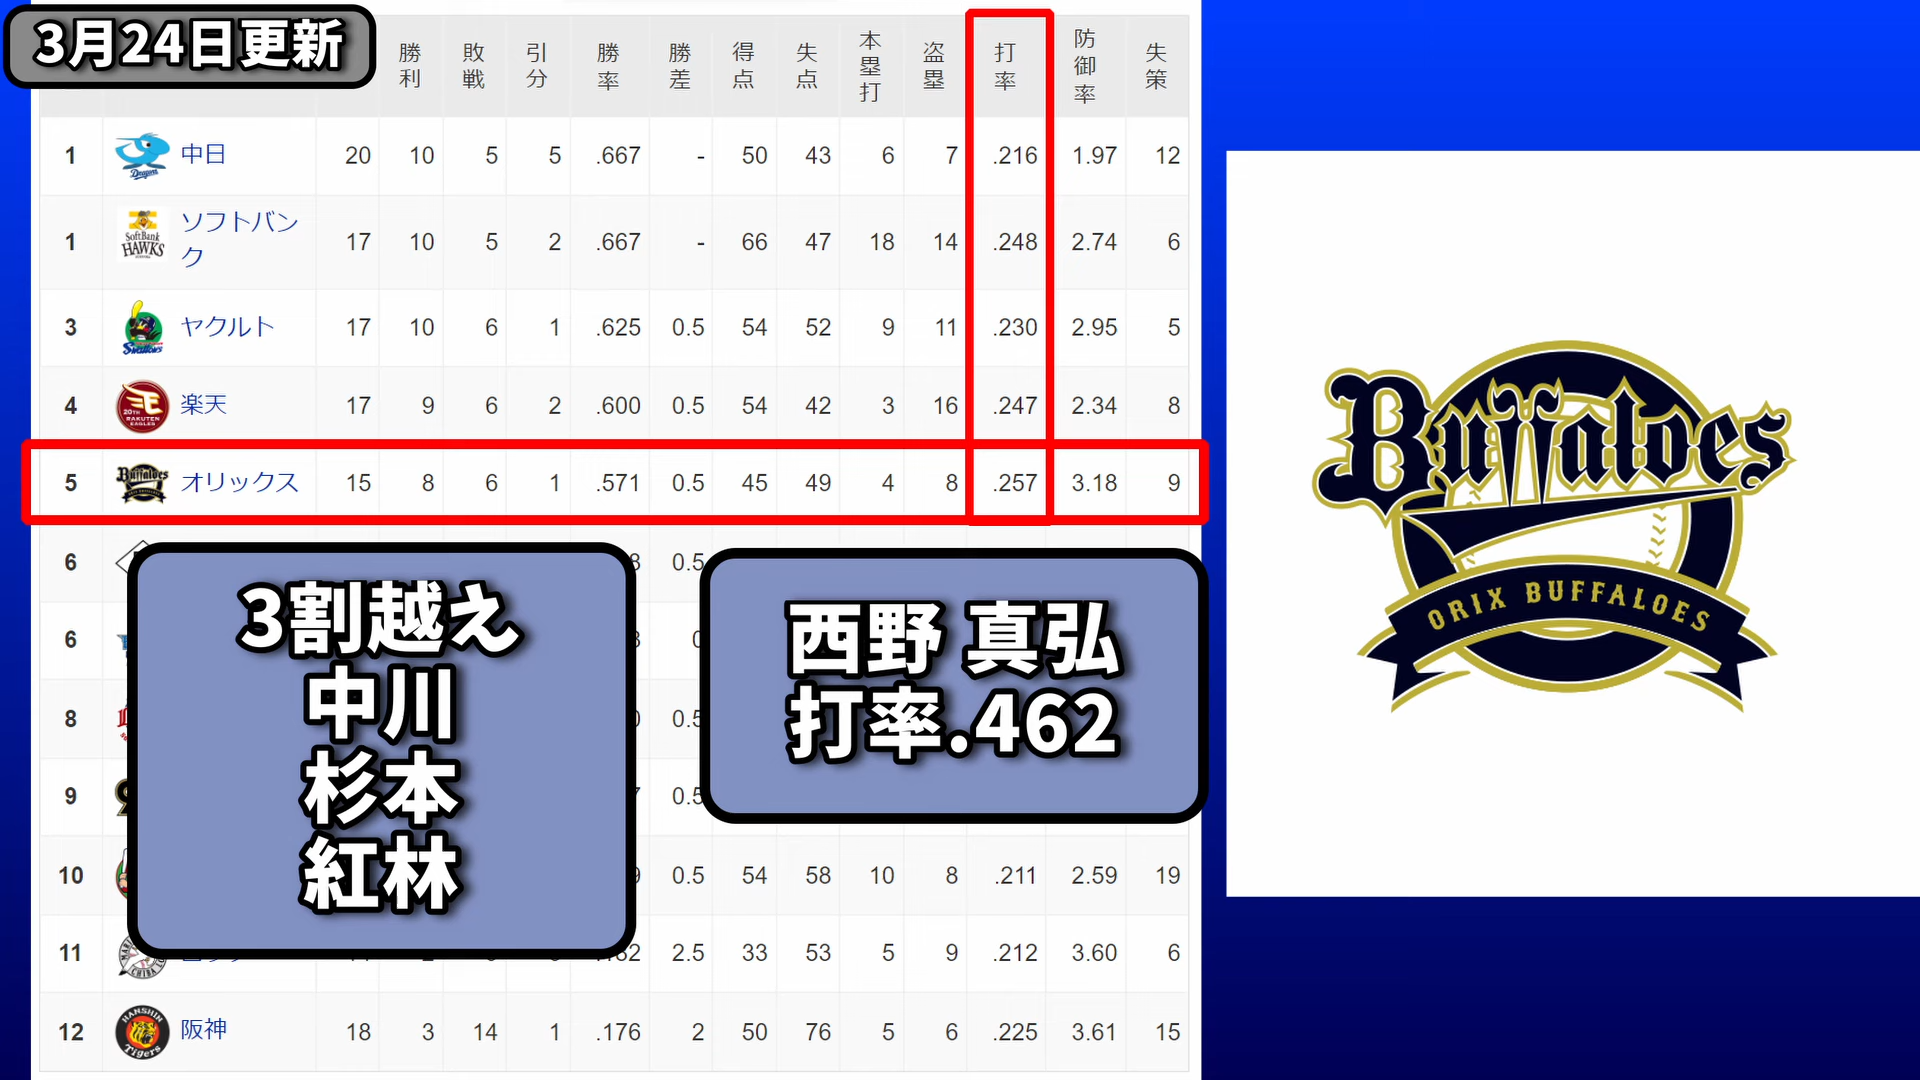 3月24日更新
勝利 敗戦 引分 勝率 勝差 得点 失点 本塁打 盗塁 打率 防御率 失策
1 Dragons 中日 20 10 5 5 .667 - 50 43 6 7 .216 1.97 12
1 SoftBank HAWKS ソフトバンク 17 10 5 2 .667 - 66 47 18 14 .248 2.74 6
3 Swallows ヤクルト 17 10 6 1 .625 0.5 54 52 9 11 .230 2.95 5
4 20TH RAKUTEN EAGLES 楽天 17 9 6 2 .600 0.5 54 42 3 16 .247 2.34 8
5 Buffaloes オリックス 15 8 6 1 .571 0.5 45 49 4 8 .257 3.18 9
6 0.5
6
8
9
10 0.5 54 58 10 8 .211 2.59 19
11 2.5 33 53 5 9 .212 3.60 6
12 HANSHIN Tigers 阪神 18 3 14 1 .176 2 50 76 5 6 .225 3.61 15
3割越え
中川
杉本
紅林
西野 真弘
打率.462
Buffaloes
ORIX BUFFALOES